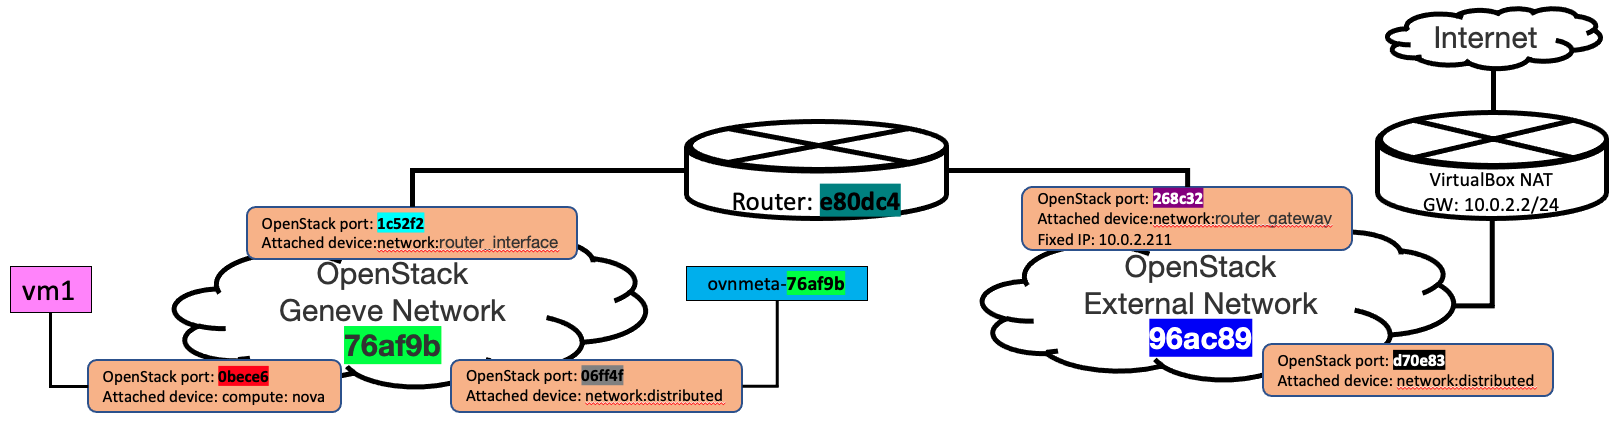 Internet
VirtualBox NAT
GW: 10.0.2.2/24
Router: e80dc4
OpenStack port: 268c32
Attached device:network:router_gateway
Fixed IP: 10.0.2.211
OpenStack port: 1c52f2
Attached device:network:router_interface
OpenStack
Geneve Network
76af9b
vm1
ovnmeta-76af9b
OpenStack
External Network
96ac89
OpenStack port: 0bece6
Attached device: compute: nova
OpenStack port: 06ff4f
Attached device: network:distributed
OpenStack port: d70e83
Attached device: network:distributed